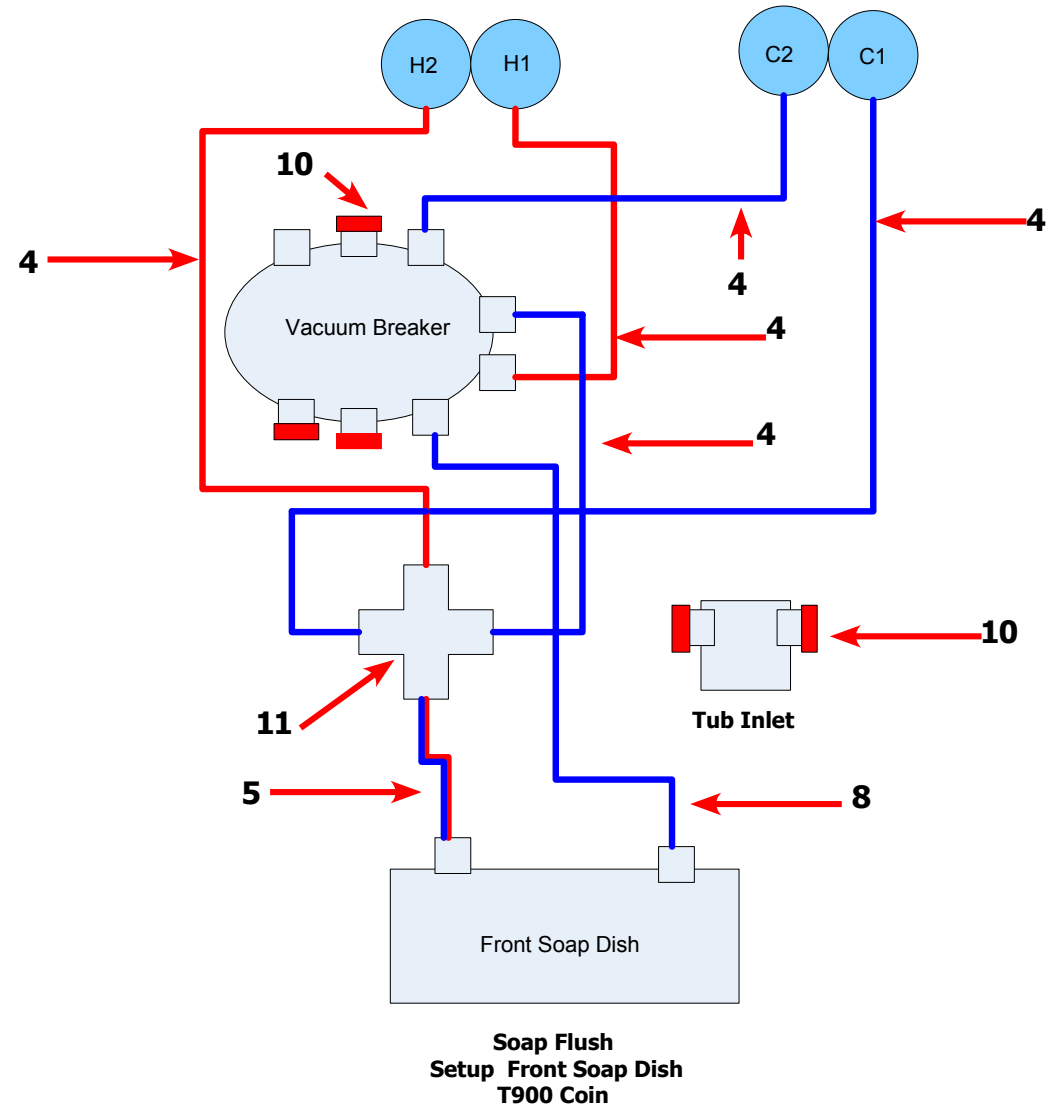 H2
H1
C2
C1
10
4
4
4
Vacuum Breaker
4
4
10
Tub Inlet
11
5
8
Front Soap Dish
Soap Flush
Setup  Front Soap Dish
T900 Coin